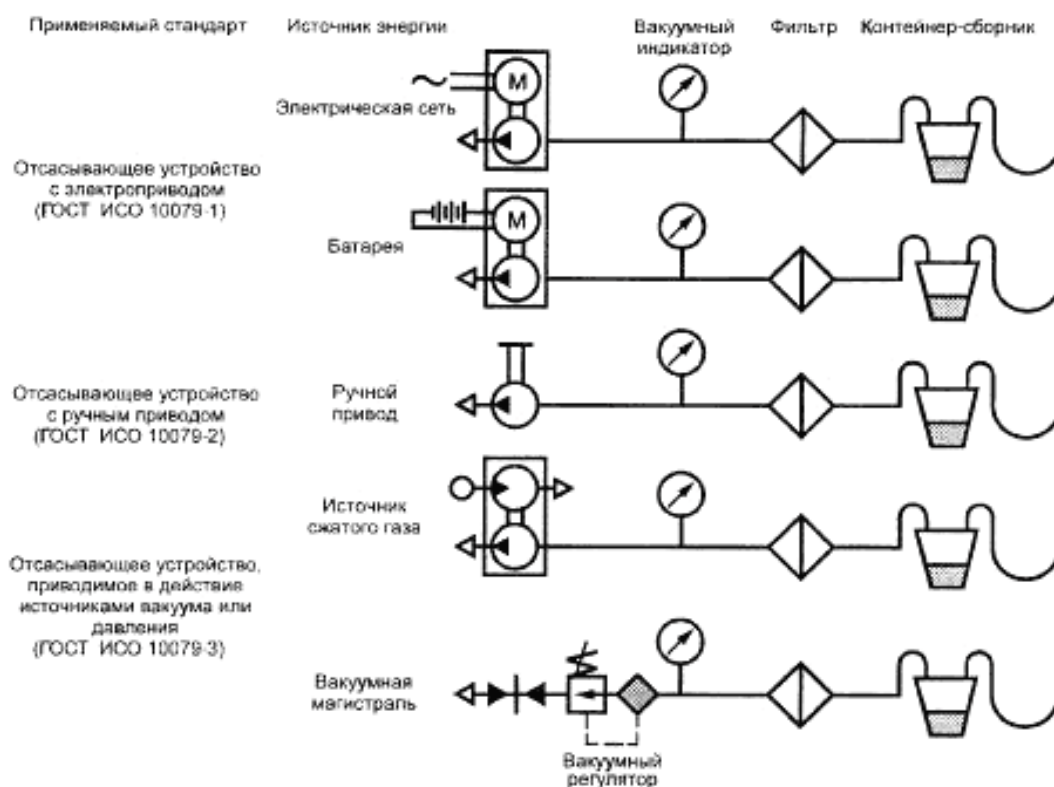 Применяемый стандарт
Источник энергии
Вакуумный
индикатор
Фильтр
Контейнер-сборник
M
Электрическая сеть
Отсасывающее устройство
с электроприводом
(ГОСТ ИСО 10079-1)
M
Батарея
Отсасывающее устройство
с ручным приводом
(ГОСТ ИСО 10079-2)
Ручной
привод
Источник
сжатого газа
Отсасывающее устройство,
приводимое в действие
источниками вакуума или
давления
(ГОСТ ИСО 10079-3)
Вакуумная
магистраль
Вакуумный
регулятор